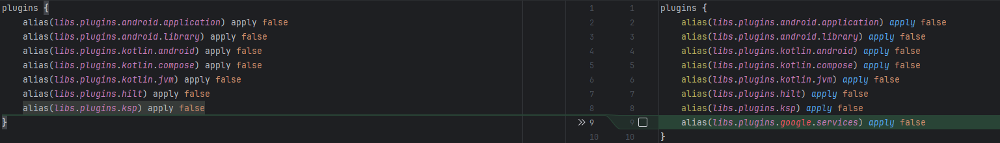 plugins {
    alias(libs.plugins.android.application) apply false
    alias(libs.plugins.android.library) apply false
    alias(libs.plugins.kotlin.android) apply false
    alias(libs.plugins.kotlin.compose) apply false
    alias(libs.plugins.kotlin.jvm) apply false
    alias(libs.plugins.hilt) apply false
    alias(libs.plugins.ksp) apply false
}
1 1 plugins {
2 2     alias(libs.plugins.android.application) apply false
3 3     alias(libs.plugins.android.library) apply false
4 4     alias(libs.plugins.kotlin.android) apply false
5 5     alias(libs.plugins.kotlin.compose) apply false
6 6     alias(libs.plugins.kotlin.jvm) apply false
7 7     alias(libs.plugins.hilt) apply false
8 8     alias(libs.plugins.ksp) apply false
9 9     alias(libs.plugins.google.services) apply false
10 10 }